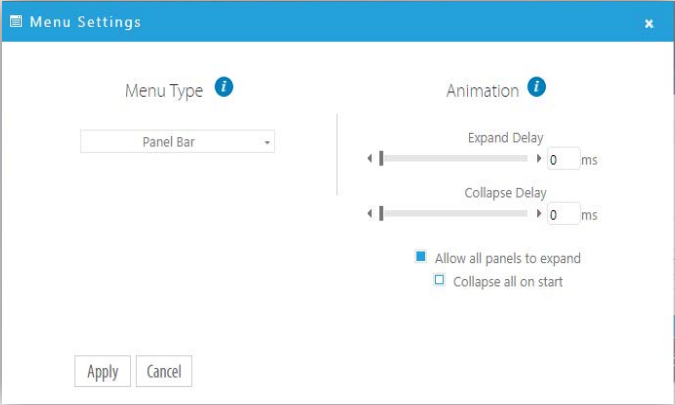 Menu Settings
x
Menu Type i
Panel Bar
Animation i
Expand Delay
0 ms
Collapse Delay
0 ms
Allow all panels to expand
Collapse all on start
Apply Cancel